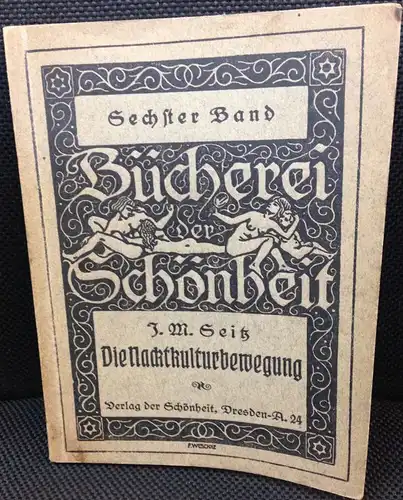 Sechster Band
Bücherei
der
Schönheit
J. M. Seitz
Die Nacktkulturbewegung
Verlag der Schönheit, Dresden-A. 24